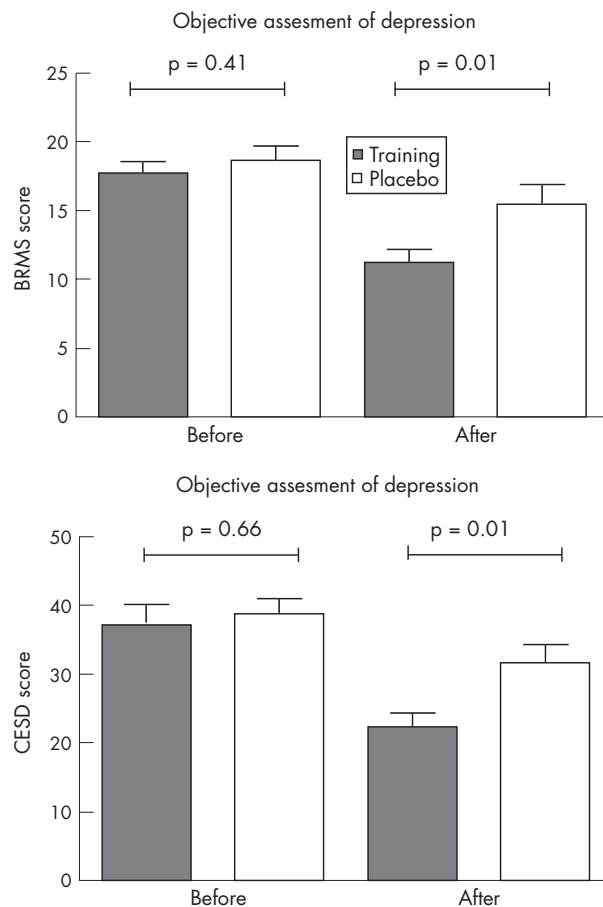 Objective assesment of depression
p = 0.41
p = 0.01
25
20
15
10
5
0
BRMS score
Training
Placebo
Before
After
Objective assesment of depression
p = 0.66
p = 0.01
50
40
30
20
10
0
CESD score
Before
After